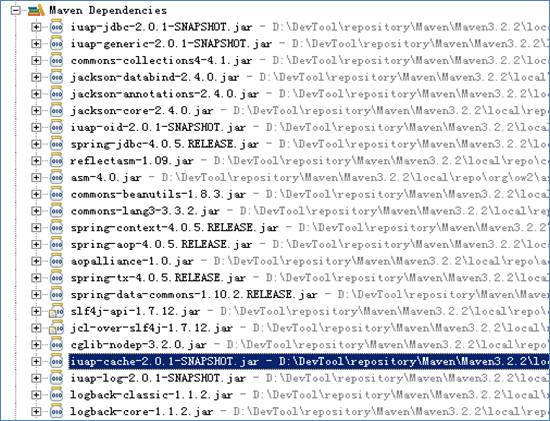 Maven Dependencies
iuap-jdbc-2.0.1-SNAPSHOT.jar - D:\DevTool\repository\Maven\Maven3.2.2\loca
iuap-generic-2.0.1-SNAPSHOT.jar - D:\DevTool\repository\Maven\Maven3.2.2\l
commons-collections4-4.1.jar - D:\DevTool\repository\Maven\Maven3.2.2\loca
jackson-databind-2.4.0.jar - D:\DevTool\repository\Maven\Maven3.2.2\local\
jackson-annotations-2.4.0.jar - D:\DevTool\repository\Maven\Maven3.2.2\loc
jackson-core-2.4.0.jar - D:\DevTool\repository\Maven\Maven3.2.2\local\repo
iuap-oid-2.0.1-SNAPSHOT.jar - D:\DevTool\repository\Maven\Maven3.2.2\local
spring-jdbc-4.0.5.RELEASE.jar - D:\DevTool\repository\Maven\Maven3.2.2\loc
reflectasm-1.09.jar - D:\DevTool\repository\Maven\Maven3.2.2\local\repo\co
asm-4.0.jar - D:\DevTool\repository\Maven\Maven3.2.2\local\repo\org\ow2\as
commons-beanutils-1.8.3.jar - D:\DevTool\repository\Maven\Maven3.2.2\local
commons-lang3-3.3.2.jar - D:\DevTool\repository\Maven\Maven3.2.2\local\rep
spring-context-4.0.5.RELEASE.jar - D:\DevTool\repository\Maven\Maven3.2.2\
spring-aop-4.0.5.RELEASE.jar - D:\DevTool\repository\Maven\Maven3.2.2\loca
aopalliance-1.0.jar - D:\DevTool\repository\Maven\Maven3.2.2\local\repo\ao
spring-tx-4.0.5.RELEASE.jar - D:\DevTool\repository\Maven\Maven3.2.2\local
spring-data-commons-1.10.2.RELEASE.jar - D:\DevTool\repository\Maven\Maven
slf4j-api-1.7.12.jar - D:\DevTool\repository\Maven\Maven3.2.2\local\repo\o
jcl-over-slf4j-1.7.12.jar - D:\DevTool\repository\Maven\Maven3.2.2\local\r
cglib-nodep-3.2.0.jar - D:\DevTool\repository\Maven\Maven3.2.2\local\repo\
iuap-cache-2.0.1-SNAPSHOT.jar - D:\DevTool\repository\Maven\Maven3.2.2\loc
iuap-log-2.0.1-SNAPSHOT.jar - D:\DevTool\repository\Maven\Maven3.2.2\local
logback-classic-1.1.2.jar - D:\DevTool\repository\Maven\Maven3.2.2\local\r
logback-core-1.1.2.jar - D:\DevTool\repository\Maven\Maven3.2.2\local\repo